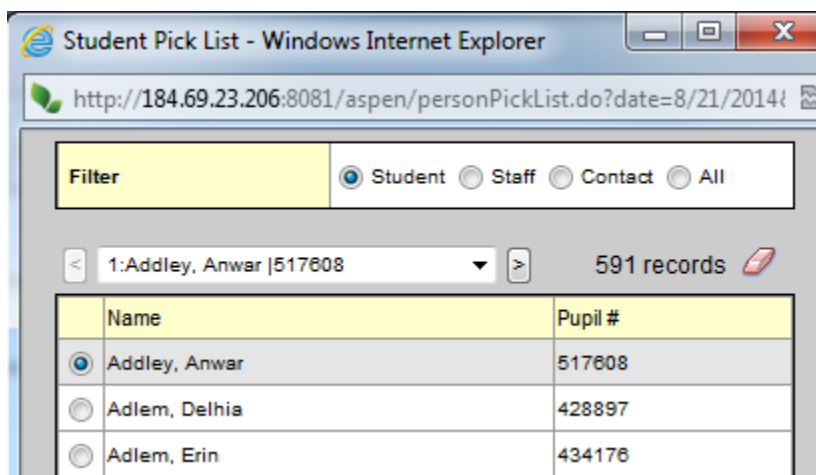 Student Pick List - Windows Internet Explorer
http://184.69.23.206:8081/aspen/personPickList.do?date=8/21/2014&
Filter Student Staff Contact All
< 1:Addley, Anwar |517608 > 591 records
Name Pupil #
Addley, Anwar 517608
Adlem, Delhia 428897
Adlem, Erin 434176